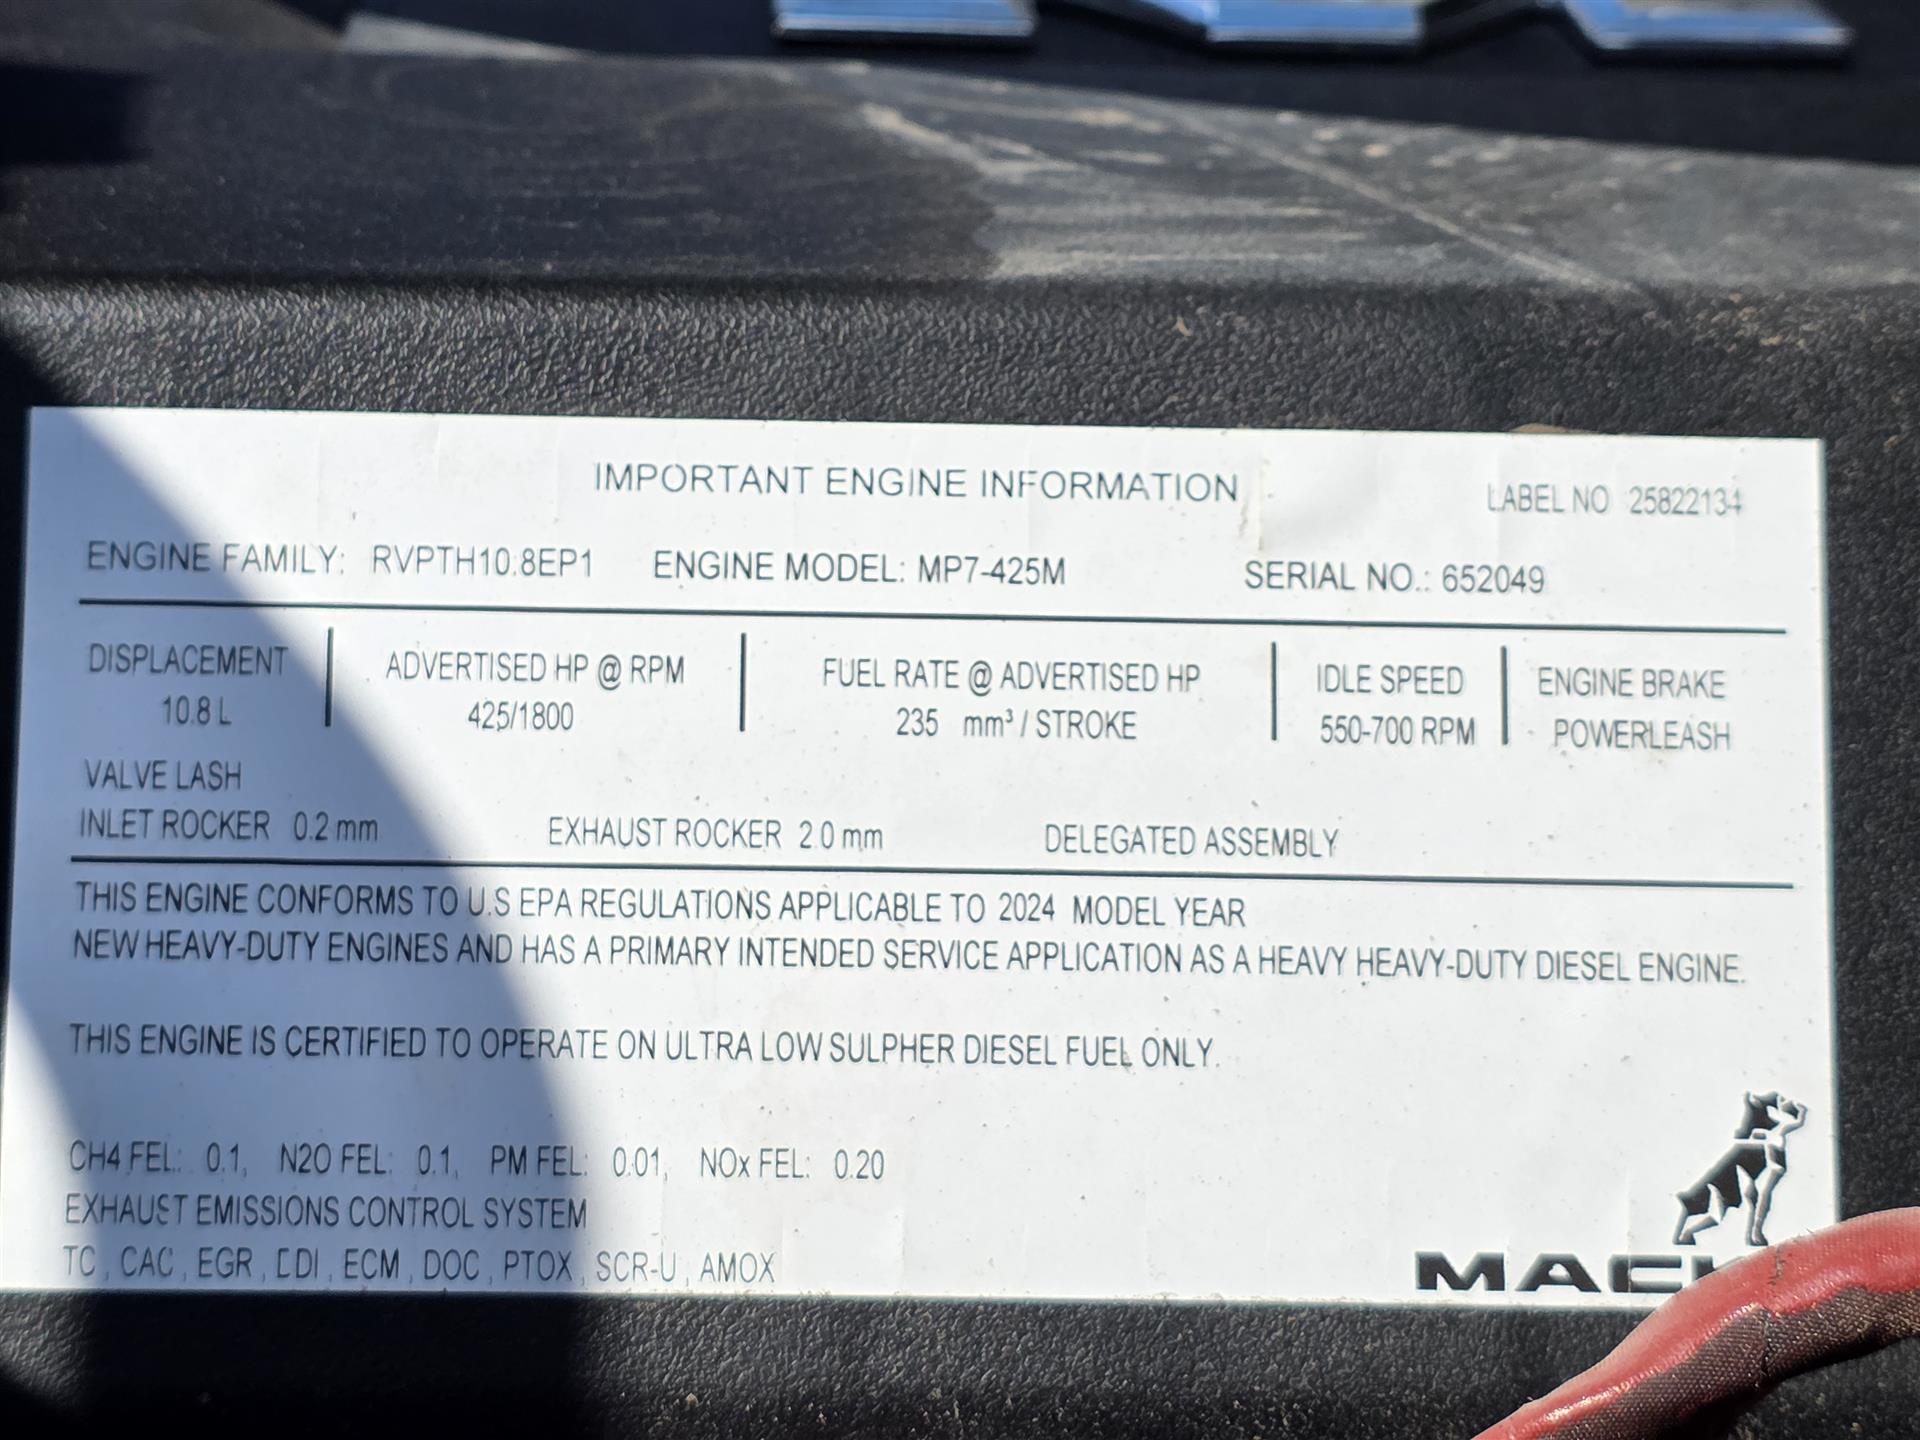 IMPORTANT ENGINE INFORMATION
LABEL NO 25822134
ENGINE FAMILY: RVPTH10.8EP1 ENGINE MODEL: MP7-425M SERIAL NO.: 652049
DISPLACEMENT ADVERTISED HP @ RPM FUEL RATE @ ADVERTISED HP IDLE SPEED ENGINE BRAKE
10.8 L 425/1800 235 mm³ / STROKE 550-700 RPM POWERLEASH
VALVE LASH
INLET ROCKER 0.2 mm EXHAUST ROCKER 2.0 mm DELEGATED ASSEMBLY
THIS ENGINE CONFORMS TO U.S EPA REGULATIONS APPLICABLE TO 2024 MODEL YEAR
NEW HEAVY-DUTY ENGINES AND HAS A PRIMARY INTENDED SERVICE APPLICATION AS A HEAVY HEAVY-DUTY DIESEL ENGINE.
THIS ENGINE IS CERTIFIED TO OPERATE ON ULTRA LOW SULPHER DIESEL FUEL ONLY.
CH4 FEL: 0.1, N2O FEL: 0.1, PM FEL: 0.01, NOx FEL: 0.20
EXHAUST EMISSIONS CONTROL SYSTEM
TC, CAC, EGR, DDI, ECM, DOC, PTOX, SCR-U, AMOX
MACK